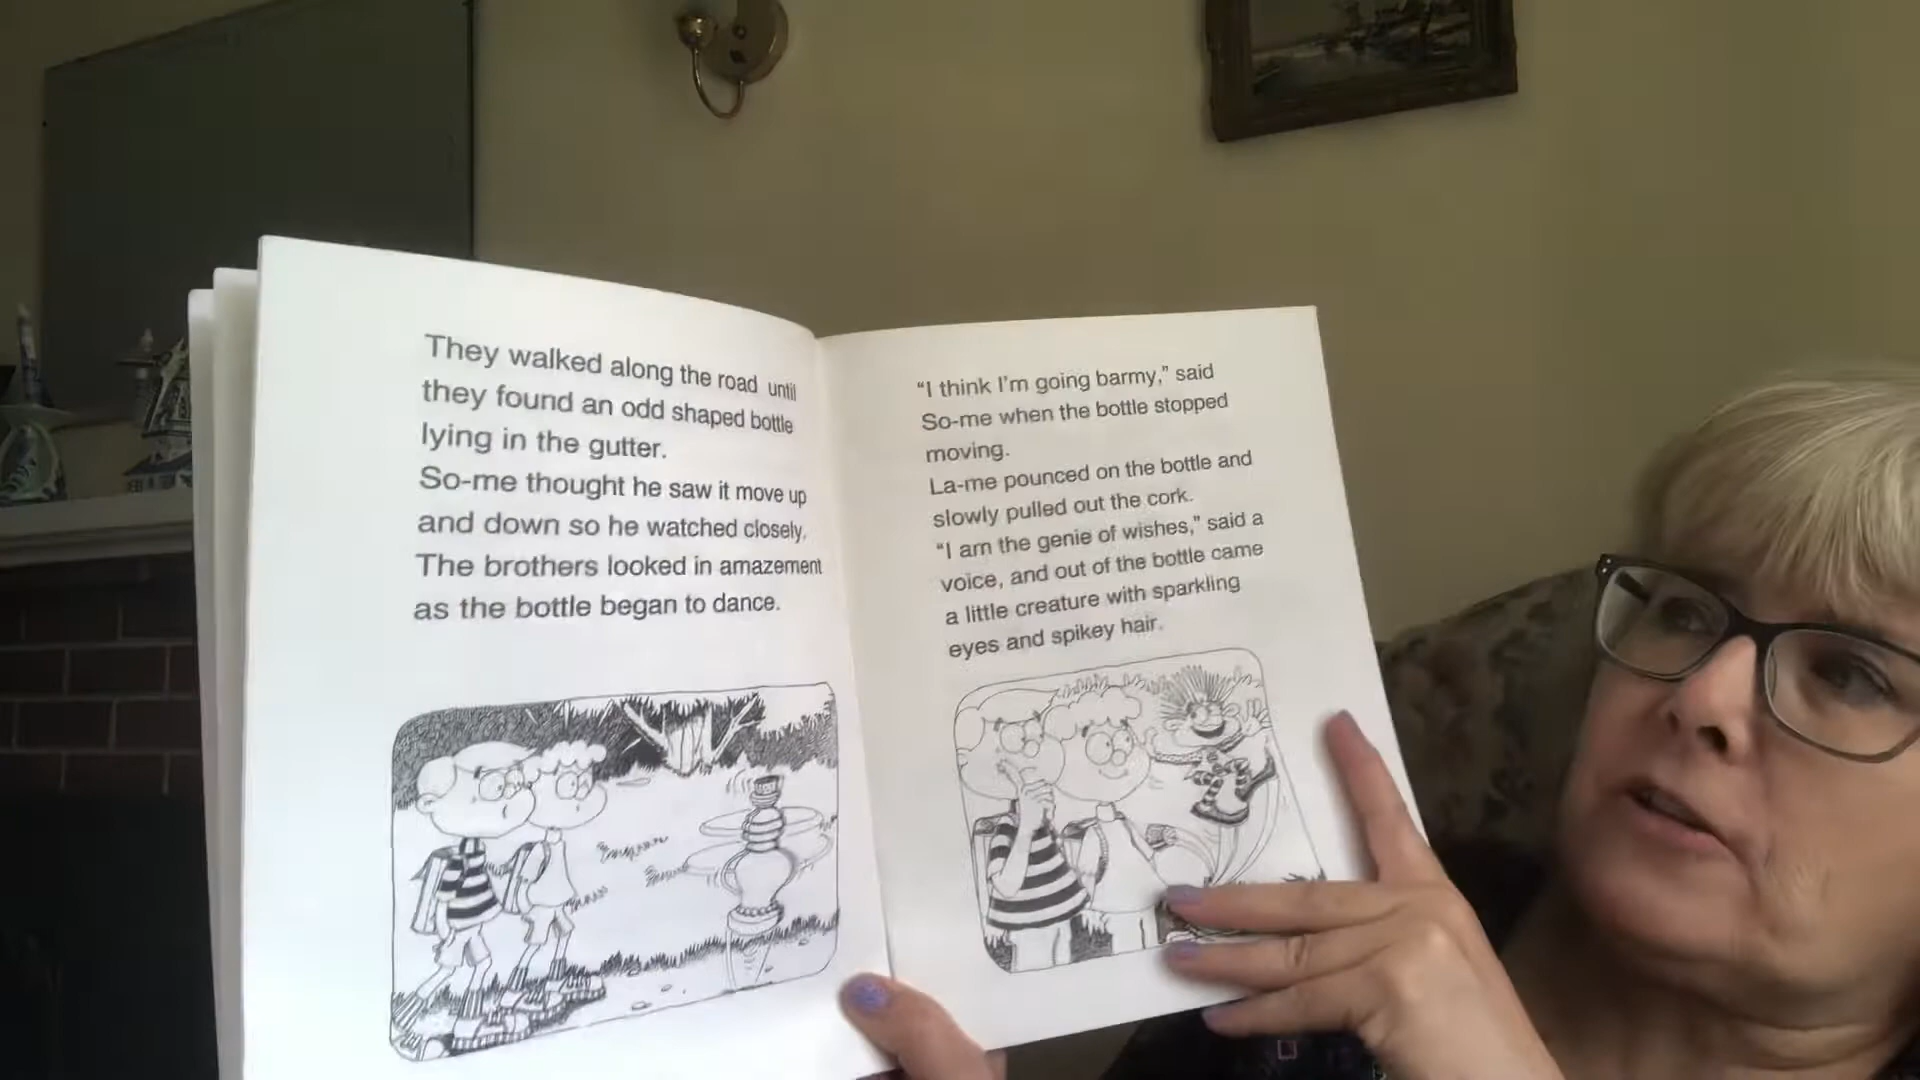 They walked along the road until
they found an odd shaped bottle
lying in the gutter.
So-me thought he saw it move up
and down so he watched closely.
The brothers looked in amazement
as the bottle began to dance.
“I think I'm going barmy,” said
So-me when the bottle stopped
moving.
La-me pounced on the bottle and
slowly pulled out the cork.
“I am the genie of wishes,” said a
voice, and out of the bottle came
a little creature with sparkling
eyes and spikey hair.